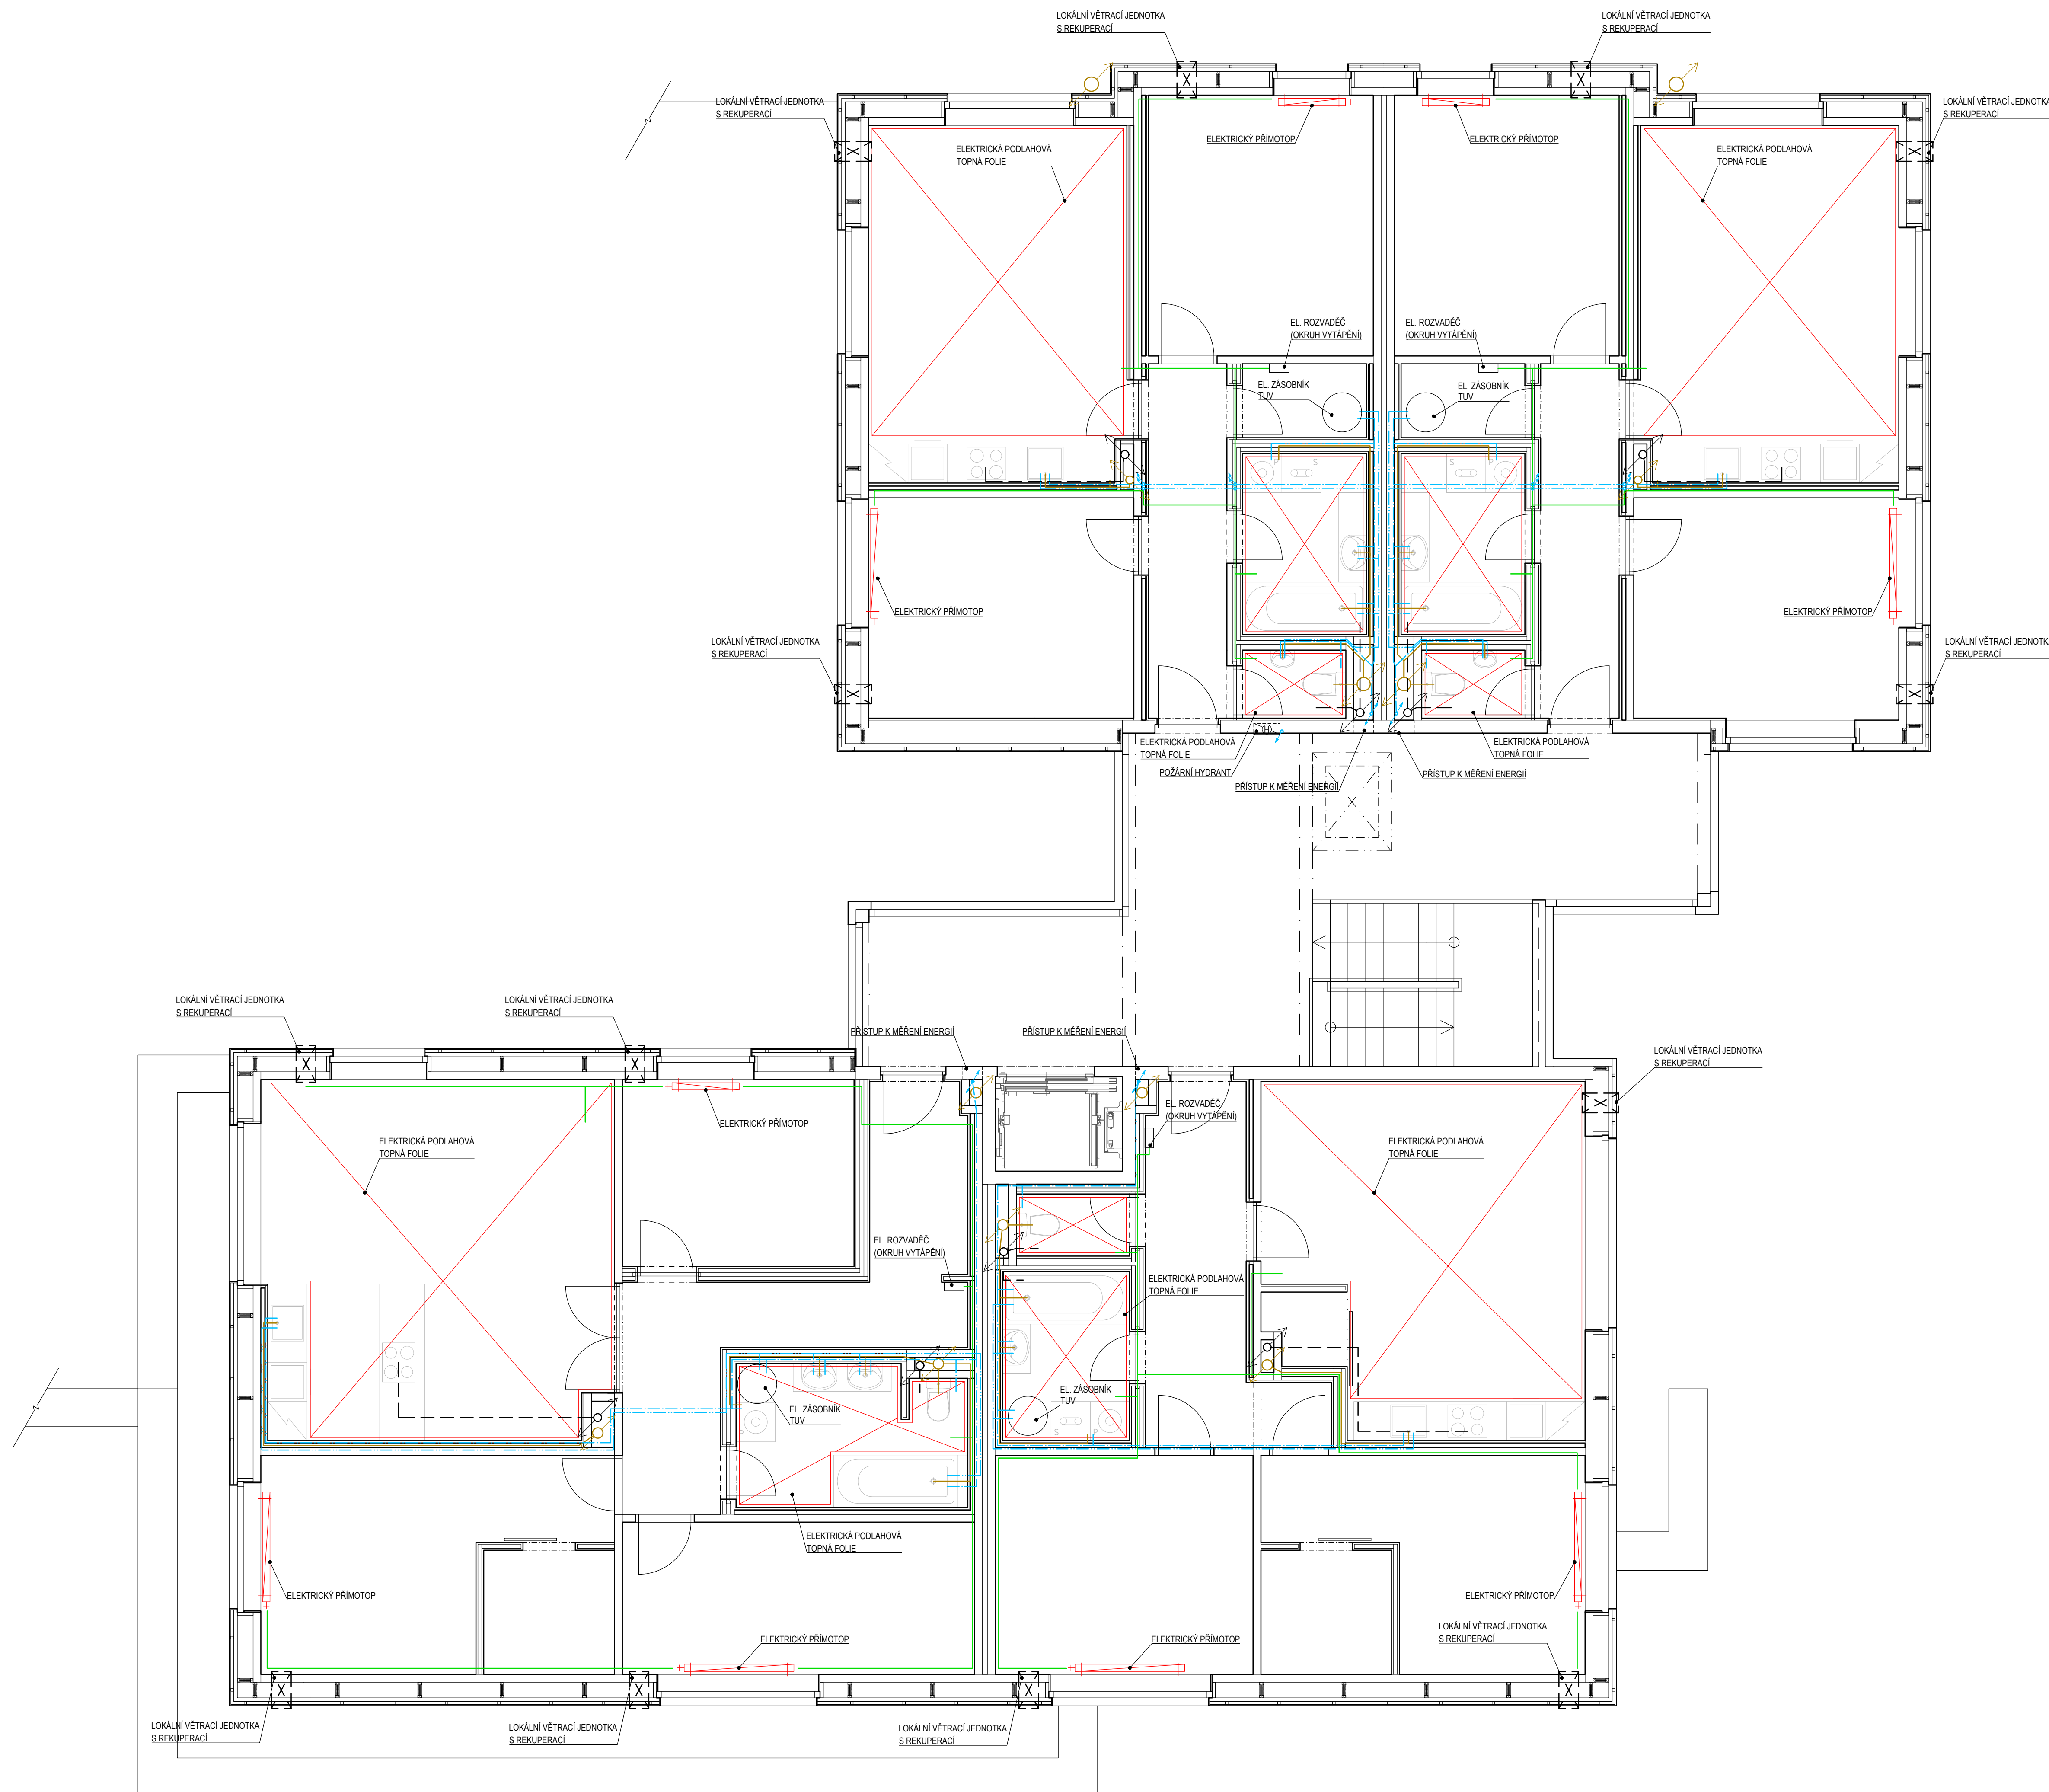 LOKÁLNÍ VĚTRACÍ JEDNOTKA
S REKUPERACÍ
LOKÁLNÍ VĚTRACÍ JEDNOTKA
S REKUPERACÍ
LOKÁLNÍ VĚTRACÍ JEDNOTKA
S REKUPERACÍ
LOKÁLNÍ VĚTRACÍ JEDNOTKA
S REKUPERACÍ
ELEKTRICKÝ PŘÍMOTOP
ELEKTRICKÝ PŘÍMOTOP
ELEKTRICKÁ PODLAHOVÁ
TOPNÁ FOLIE
ELEKTRICKÁ PODLAHOVÁ
TOPNÁ FOLIE
EL. ROZVADĚČ
(OKRUH VYTÁPĚNÍ)
EL. ROZVADĚČ
(OKRUH VYTÁPĚNÍ)
EL. ZÁSOBNÍK
TUV
EL. ZÁSOBNÍK
TUV
P S
S P
ELEKTRICKÝ PŘÍMOTOP
ELEKTRICKÝ PŘÍMOTOP
LOKÁLNÍ VĚTRACÍ JEDNOTKA
S REKUPERACÍ
LOKÁLNÍ VĚTRACÍ JEDNOTKA
S REKUPERACÍ
H
ELEKTRICKÁ PODLAHOVÁ
TOPNÁ FOLIE
ELEKTRICKÁ PODLAHOVÁ
TOPNÁ FOLIE
POŽÁRNÍ HYDRANT
PŘÍSTUP K MĚŘENÍ ENERGIÍ
PŘÍSTUP K MĚŘENÍ ENERGIÍ
LOKÁLNÍ VĚTRACÍ JEDNOTKA
S REKUPERACÍ
LOKÁLNÍ VĚTRACÍ JEDNOTKA
S REKUPERACÍ
PŘÍSTUP K MĚŘENÍ ENERGIÍ
PŘÍSTUP K MĚŘENÍ ENERGIÍ
LOKÁLNÍ VĚTRACÍ JEDNOTKA
S REKUPERACÍ
EL. ROZVADĚČ
(OKRUH VYTÁPĚNÍ)
ELEKTRICKÝ PŘÍMOTOP
ELEKTRICKÁ PODLAHOVÁ
TOPNÁ FOLIE
ELEKTRICKÁ PODLAHOVÁ
TOPNÁ FOLIE
EL. ROZVADĚČ
(OKRUH VYTÁPĚNÍ)
ELEKTRICKÁ PODLAHOVÁ
TOPNÁ FOLIE
EL. ZÁSOBNÍK
TUV
EL. ZÁSOBNÍK
TUV
P
S P
ELEKTRICKÁ PODLAHOVÁ
TOPNÁ FOLIE
ELEKTRICKÝ PŘÍMOTOP
ELEKTRICKÝ PŘÍMOTOP
ELEKTRICKÝ PŘÍMOTOP
ELEKTRICKÝ PŘÍMOTOP
LOKÁLNÍ VĚTRACÍ JEDNOTKA
S REKUPERACÍ
LOKÁLNÍ VĚTRACÍ JEDNOTKA
S REKUPERACÍ
LOKÁLNÍ VĚTRACÍ JEDNOTKA
S REKUPERACÍ
LOKÁLNÍ VĚTRACÍ JEDNOTKA
S REKUPERACÍ